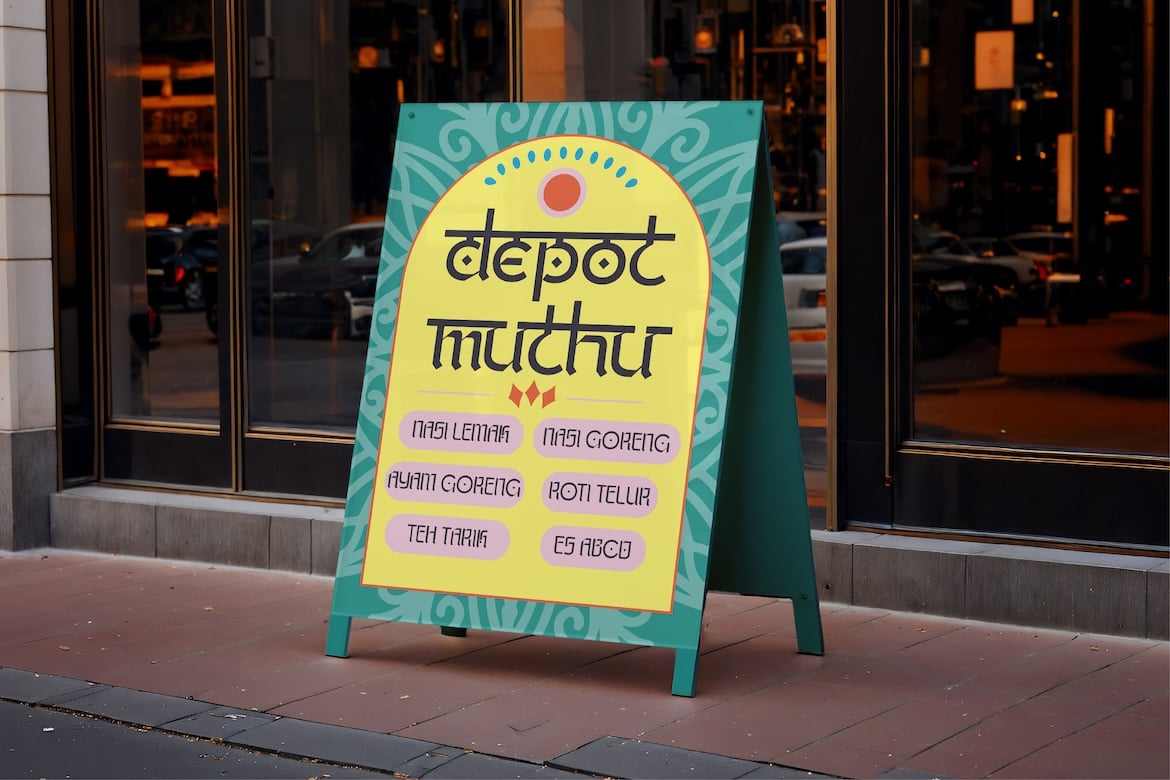 depot
muthu
NASI LEMAK
NASI GORENG
AYAM GORENG
ROTI TELUR
TEH TARIK
ES ABCD